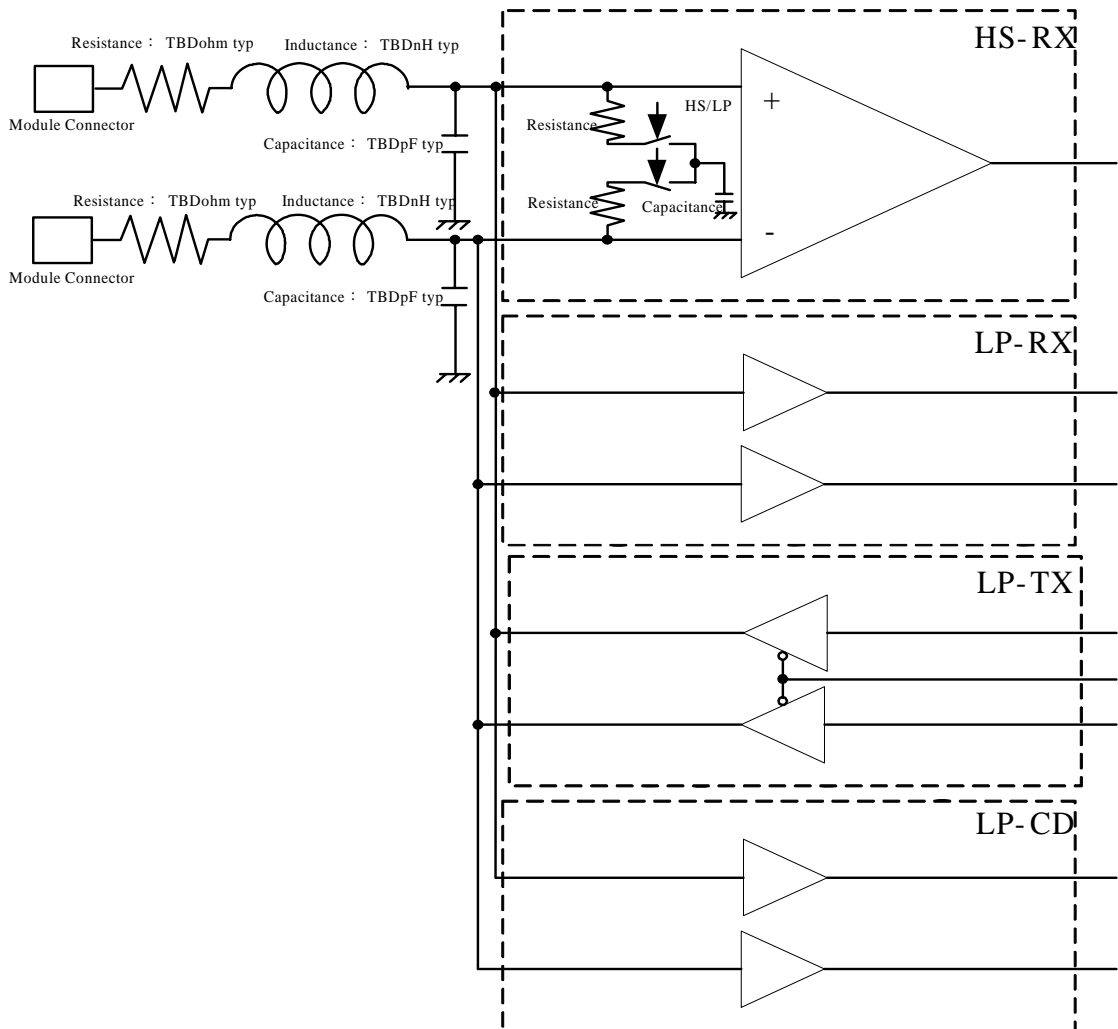 HS-RX
Resistance： TBDohm typ
Inductance： TBDnH typ
+
HS/LP
Resistance
Module Connector
Capacitance： TBDpF typ
Resistance： TBDohm typ
Inductance： TBDnH typ
Resistance
Capacitance
-
Module Connector
Capacitance： TBDpF typ
LP-RX
LP-TX
LP-CD